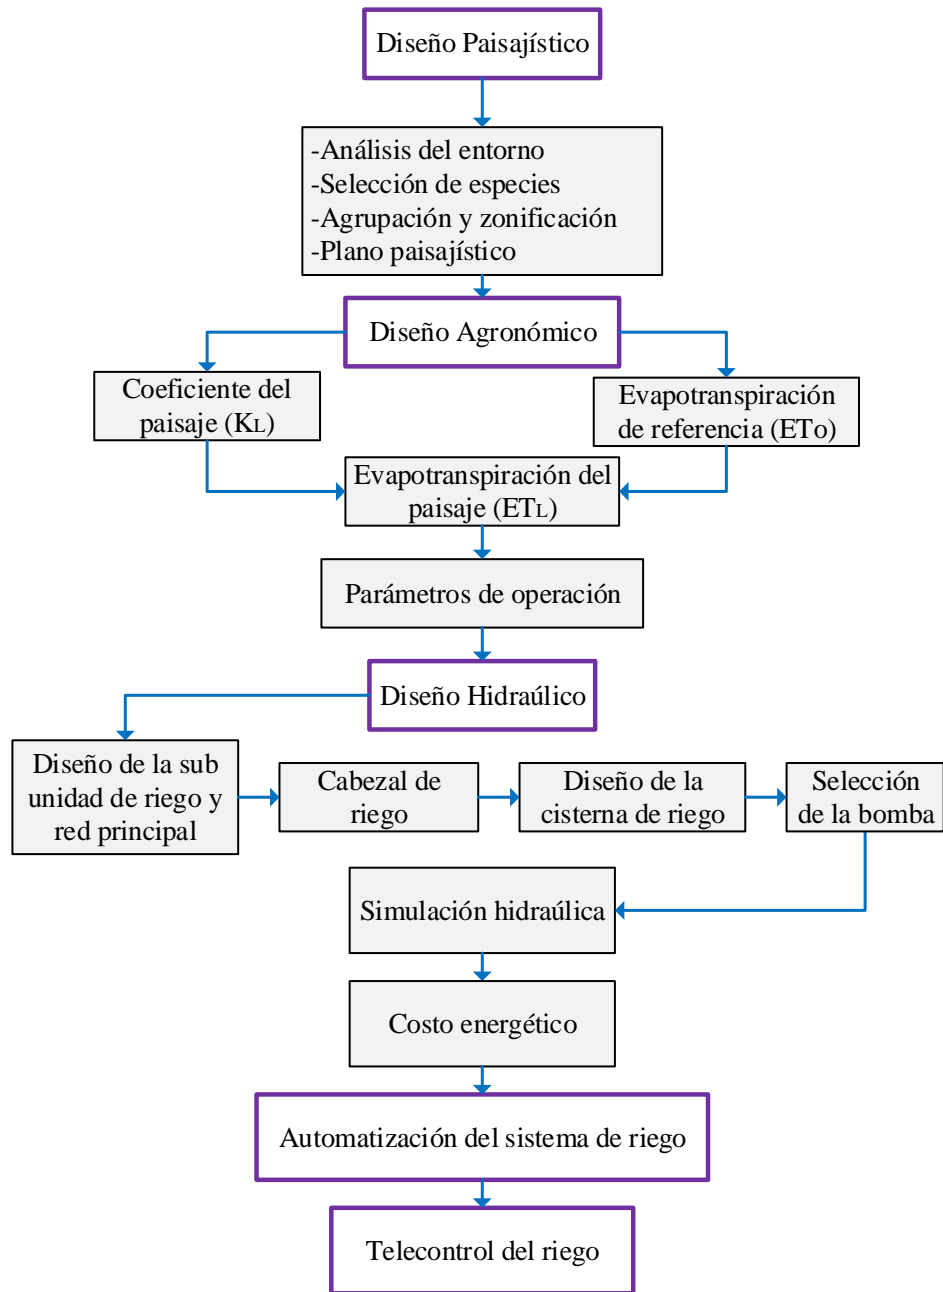 Diseño Paisajístico
-Análisis del entorno
-Selección de especies
-Agrupación y zonificación
-Plano paisajístico
Diseño Agronómico
Coeficiente del
paisaje (KL)
Evapotranspiración
de referencia (ETo)
Evapotranspiración del
paisaje (ETL)
Parámetros de operación
Diseño Hidraúlico
Diseño de la sub
unidad de riego y
red principal
Cabezal de
riego
Diseño de la
cisterna de riego
Selección
de la bomba
Simulación hidraúlica
Costo energético
Automatización del sistema de riego
Telecontrol del riego